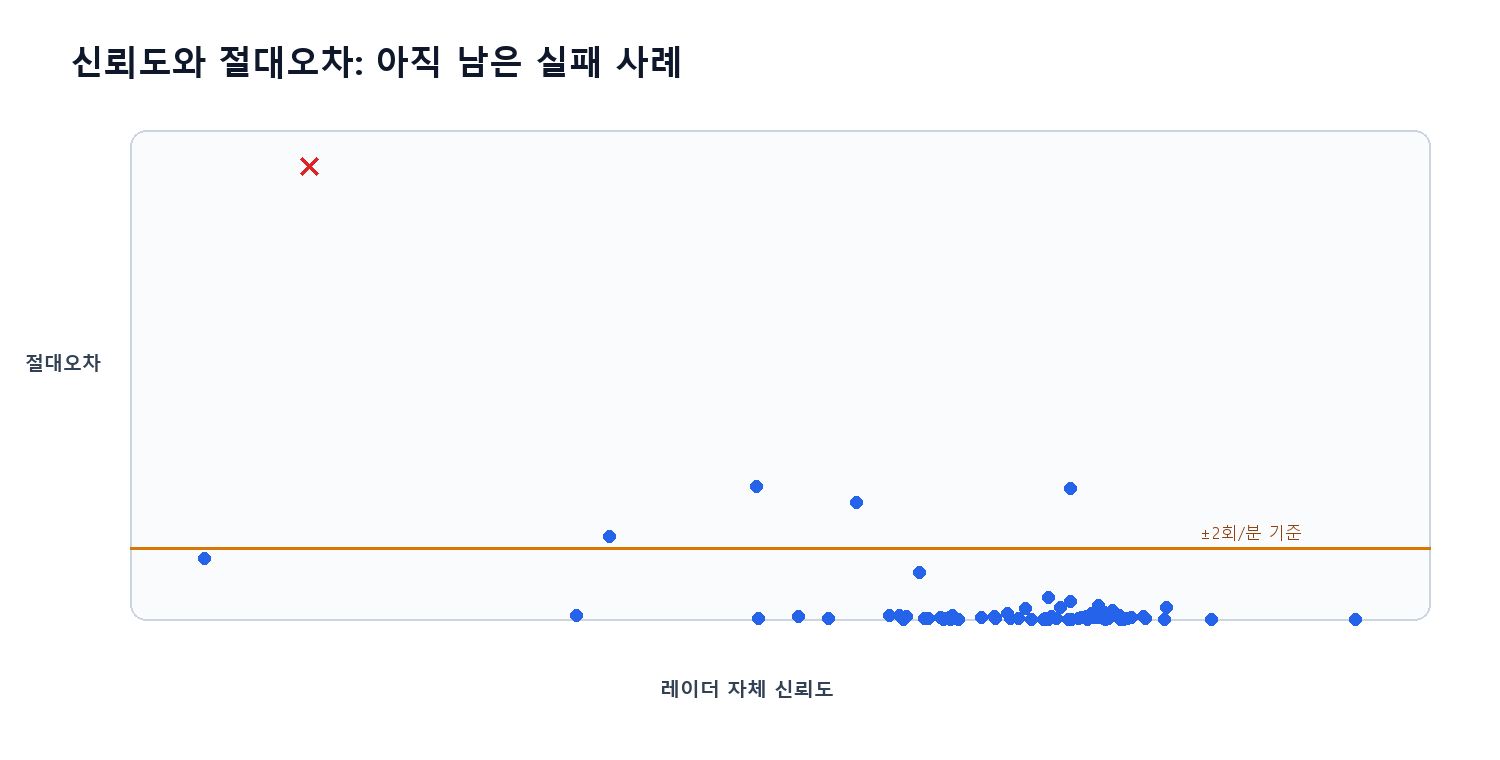 신뢰도와 절대오차: 아직 남은 실패 사례
절대오차
±2회/분 기준
레이더 자체 신뢰도